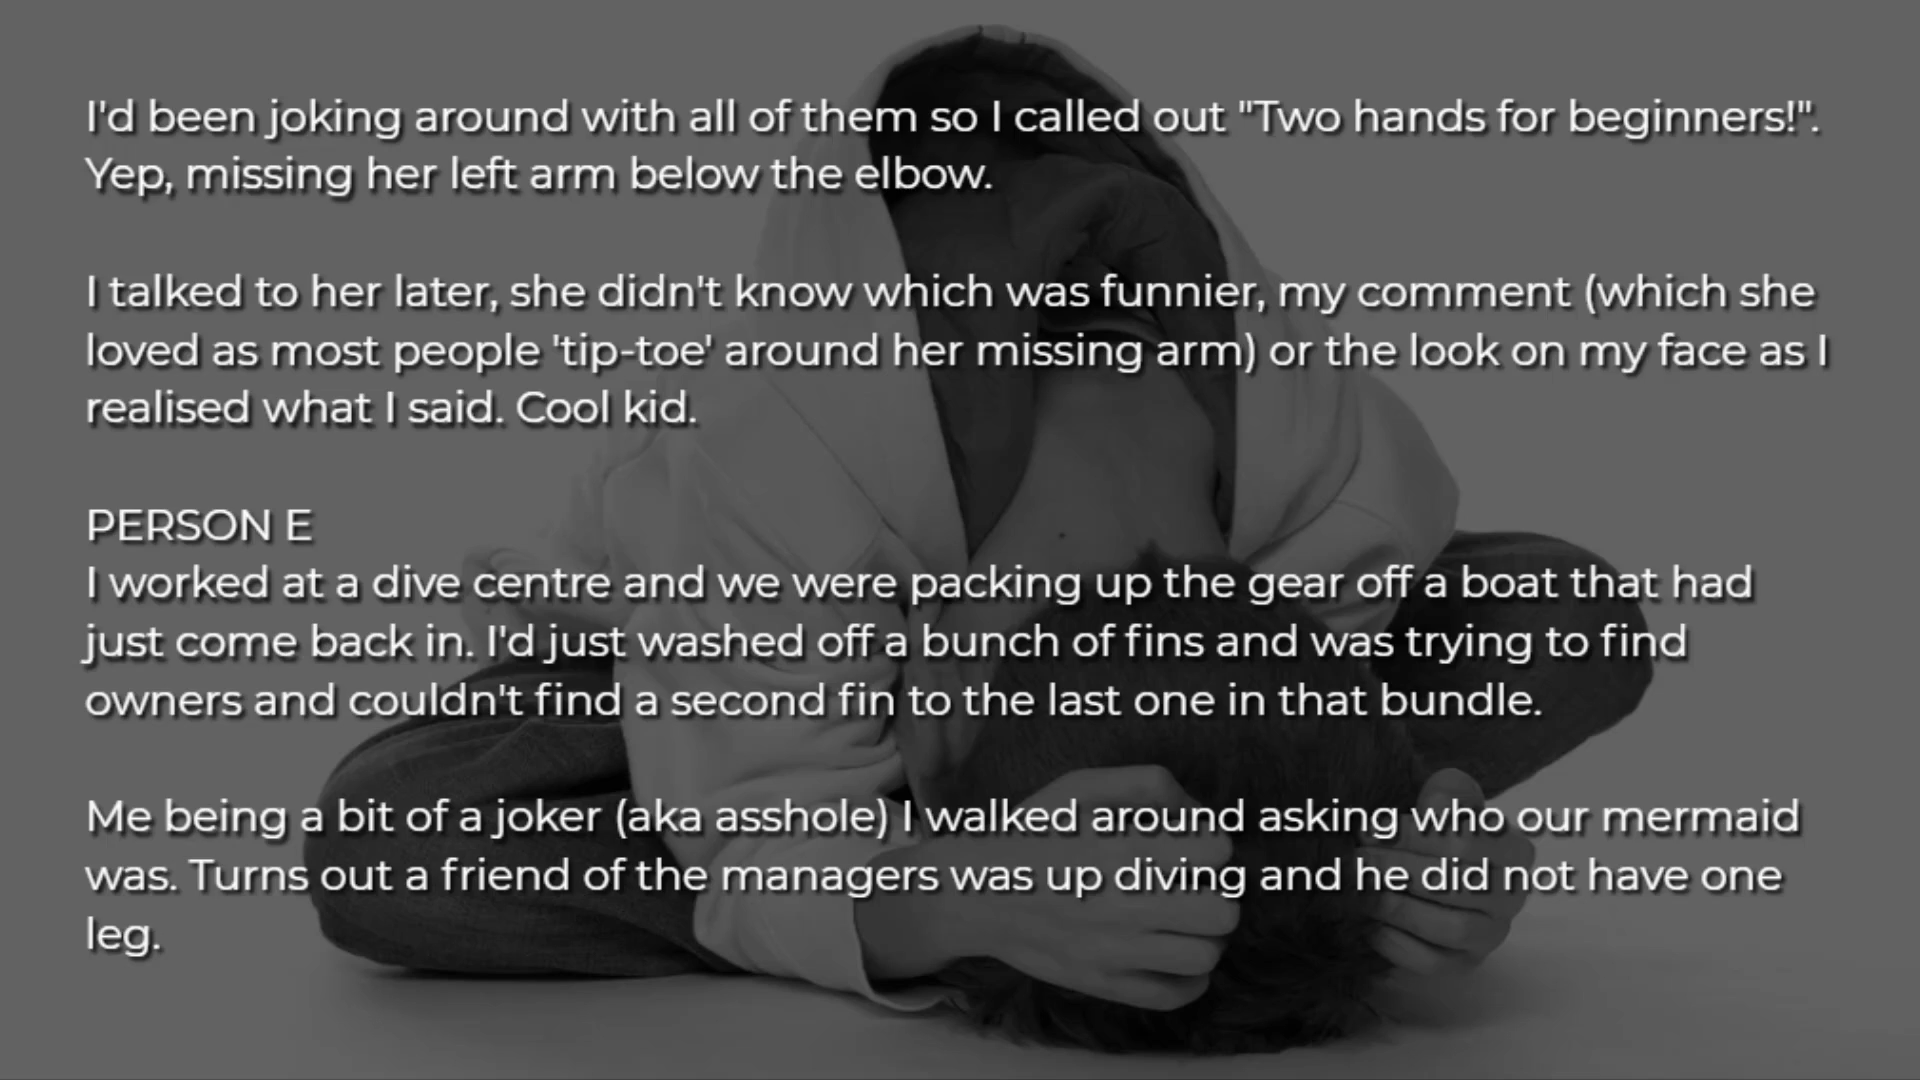 I'd been joking around with all of them so I called out "Two hands for beginners!".
Yep, missing her left arm below the elbow.
I talked to her later, she didn't know which was funnier, my comment (which she
loved as most people 'tip-toe' around her missing arm) or the look on my face as I
realised what I said. Cool kid.
PERSON E
I worked at a dive centre and we were packing up the gear off a boat that had
just come back in. I'd just washed off a bunch of fins and was trying to find
owners and couldn't find a second fin to the last one in that bundle.
Me being a bit of a joker (aka asshole) I walked around asking who our mermaid
was. Turns out a friend of the managers was up diving and he did not have one
leg.